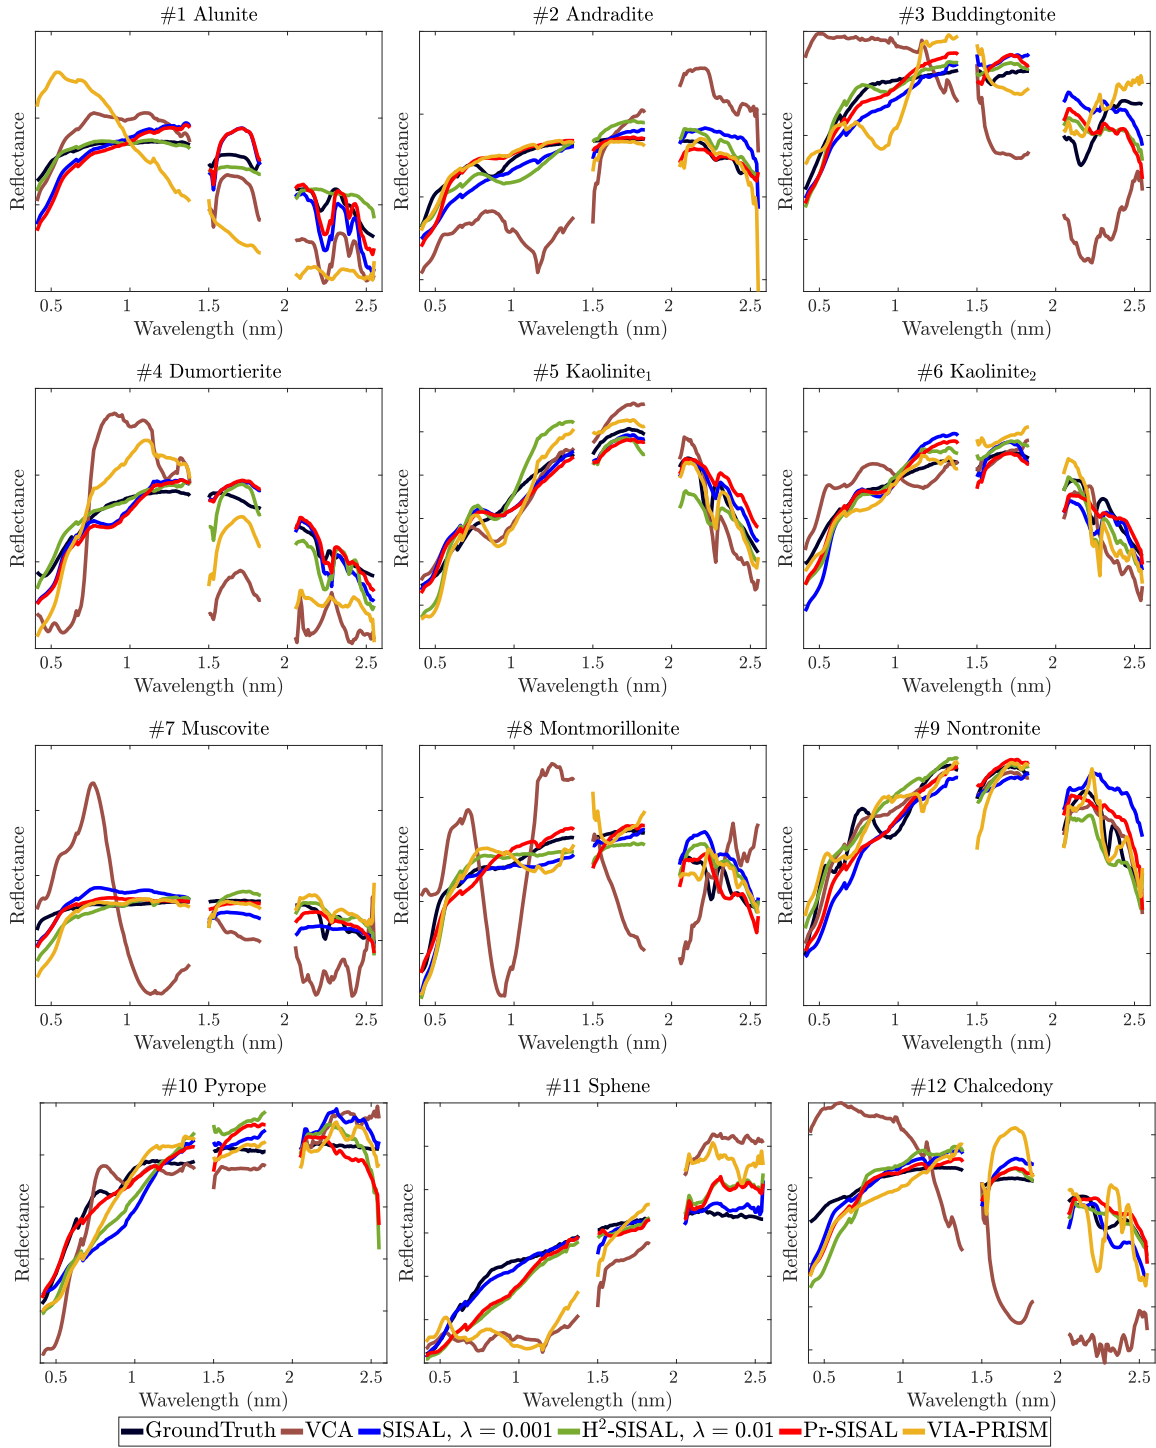 #1 Alunite
#2 Andradite
#3 Buddingtonite
Reflectance
Reflectance
Reflectance
0.5 1 1.5 2 2.5
0.5 1 1.5 2 2.5
0.5 1 1.5 2 2.5
Wavelength (nm)
Wavelength (nm)
Wavelength (nm)
#4 Dumortierite
#5 Kaolinite₁
#6 Kaolinite₂
Reflectance
Reflectance
Reflectance
0.5 1 1.5 2 2.5
0.5 1 1.5 2 2.5
0.5 1 1.5 2 2.5
Wavelength (nm)
Wavelength (nm)
Wavelength (nm)
#7 Muscovite
#8 Montmorillonite
#9 Nontronite
Reflectance
Reflectance
Reflectance
0.5 1 1.5 2 2.5
0.5 1 1.5 2 2.5
0.5 1 1.5 2 2.5
Wavelength (nm)
Wavelength (nm)
Wavelength (nm)
#10 Pyrope
#11 Sphene
#12 Chalcedony
Reflectance
Reflectance
Reflectance
0.5 1 1.5 2 2.5
0.5 1 1.5 2 2.5
0.5 1 1.5 2 2.5
Wavelength (nm)
Wavelength (nm)
Wavelength (nm)
GroundTruth VCA SISAL, λ = 0.001 H²-SISAL, λ = 0.01 Pr-SISAL VIA-PRISM